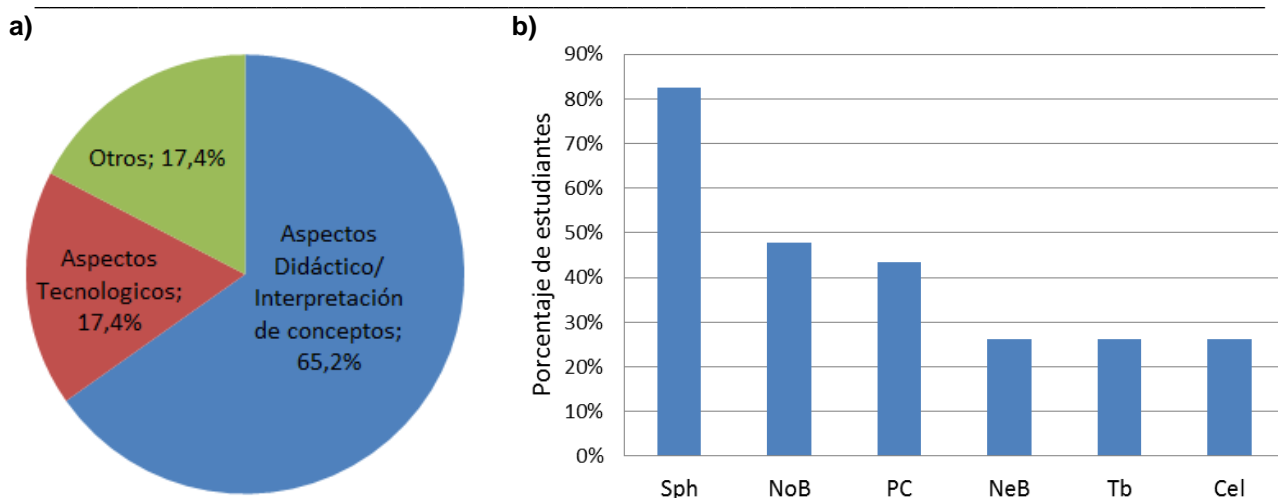 a)
Otros; 17,4%
Aspectos
Tecnologicos;
17,4%
Aspectos
Didáctico/
Interpretación
de conceptos;
65,2%
b)
Porcentaje de estudiantes
90%
80%
70%
60%
50%
40%
30%
20%
10%
0%
Sph NoB PC NeB Tb Cel